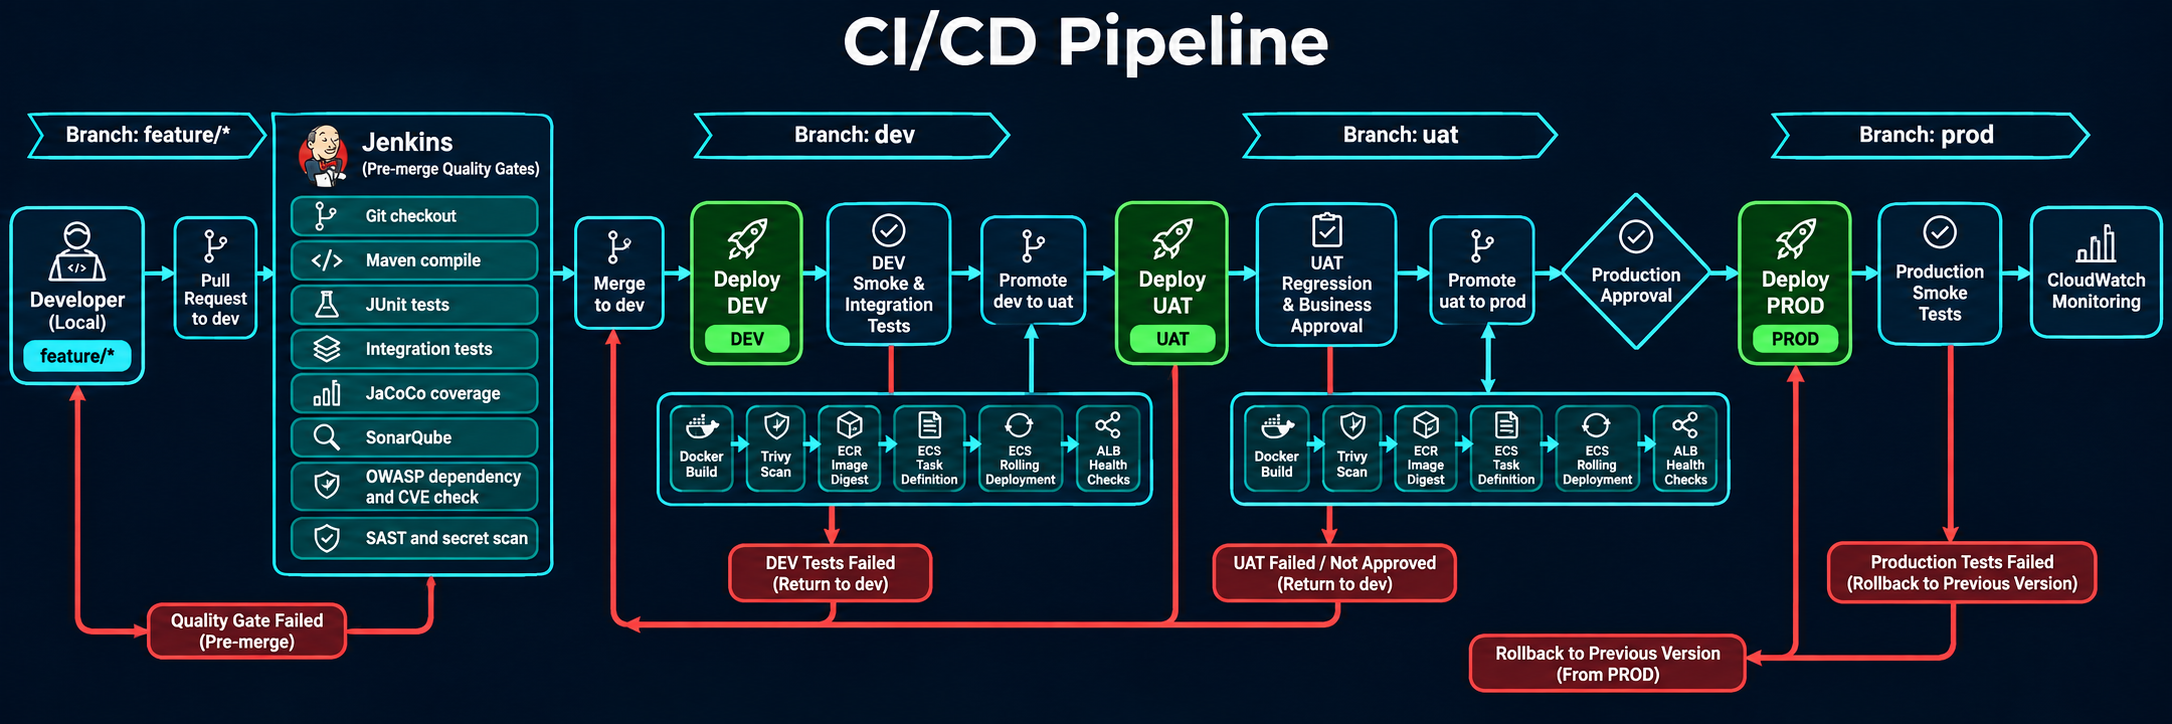 CI/CD Pipeline
Branch: feature/*
Jenkins
(Pre-merge Quality Gates)
Branch: dev
Branch: uat
Branch: prod
Developer
(Local)
feature/*
Pull
Request
to dev
Git checkout
Maven compile
JUnit tests
Integration tests
JaCoCo coverage
SonarQube
OWASP dependency
and CVE check
SAST and secret scan
Merge
to dev
Deploy
DEV
DEV
DEV
Smoke &
Integration
Tests
Promote
dev to uat
Deploy
UAT
UAT
UAT
Regression
& Business
Approval
Promote
uat to prod
Production
Approval
Deploy
PROD
PROD
Production
Smoke
Tests
CloudWatch
Monitoring
Docker
Build
Trivy
Scan
ECR
Image
Digest
ECS
Task
Definition
ECS
Rolling
Deployment
ALB
Health
Checks
Docker
Build
Trivy
Scan
ECR
Image
Digest
ECS
Task
Definition
ECS
Rolling
Deployment
ALB
Health
Checks
Quality Gate Failed
(Pre-merge)
DEV Tests Failed
(Return to dev)
UAT Failed / Not Approved
(Return to dev)
Production Tests Failed
(Rollback to Previous Version)
Rollback to Previous Version
(From PROD)